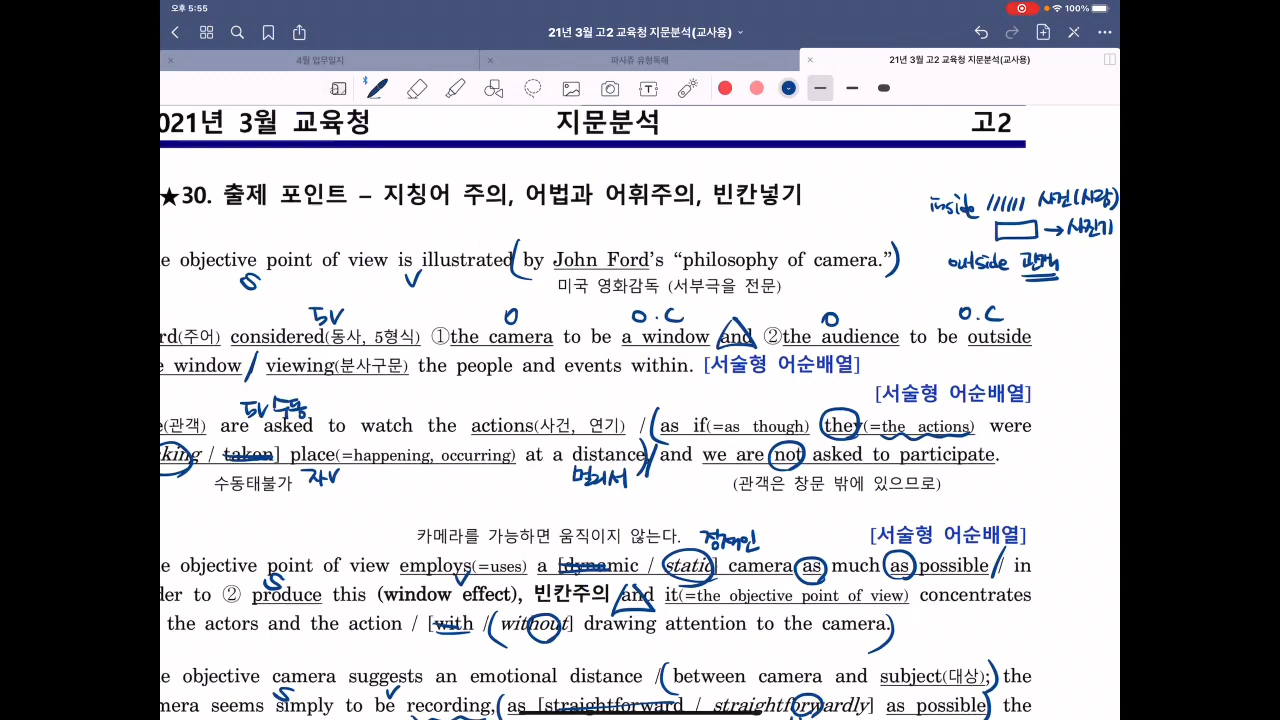 오후 5:55
100%
21년 3월 고2 교육청 지문분석(교사용)
4월 업무일지
파사쥬 유형독해
21년 3월 고2 교육청 지문분석(교사용)
021년 3월 교육청 지문분석 고2
★30. 출제 포인트 – 지칭어 주의, 어법과 어휘주의, 빈칸넣기
inside 사건(사랑)
→ 사진기
outside 관객
e objective point of view is illustrated by John Ford's “philosophy of camera.”
S V 미국 영화감독 (서부극을 전문)
5V O O.C O O.C
rd(주어) considered(동사, 5형식) ①the camera to be a window and ②the audience to be outside
e window / viewing(분사구문) the people and events within. [서술형 어순배열]
[서술형 어순배열]
5V 수동
e(관객) are asked to watch the actions(사건, 연기) / as if(=as though) they(=the actions) were
king / taken] place(=happening, occurring) at a distance, / and we are not asked to participate.
수동태불가 자V 멀리서 (관객은 창문 밖에 있으므로)
카메라를 가능하면 움직이지 않는다. 정재인 [서술형 어순배열]
e objective point of view employs(=uses) a [dynamic / static] camera as much as possible / in
S V
der to ② produce this (window effect), 빈칸주의 and it(=the objective point of view) concentrates
the actors and the action / [with / without] drawing attention to the camera.
e objective camera suggests an emotional distance / between camera and subject(대상); the
S V
mera seems simply to be recording, as [straightforward / straightforwardly] as possible, the